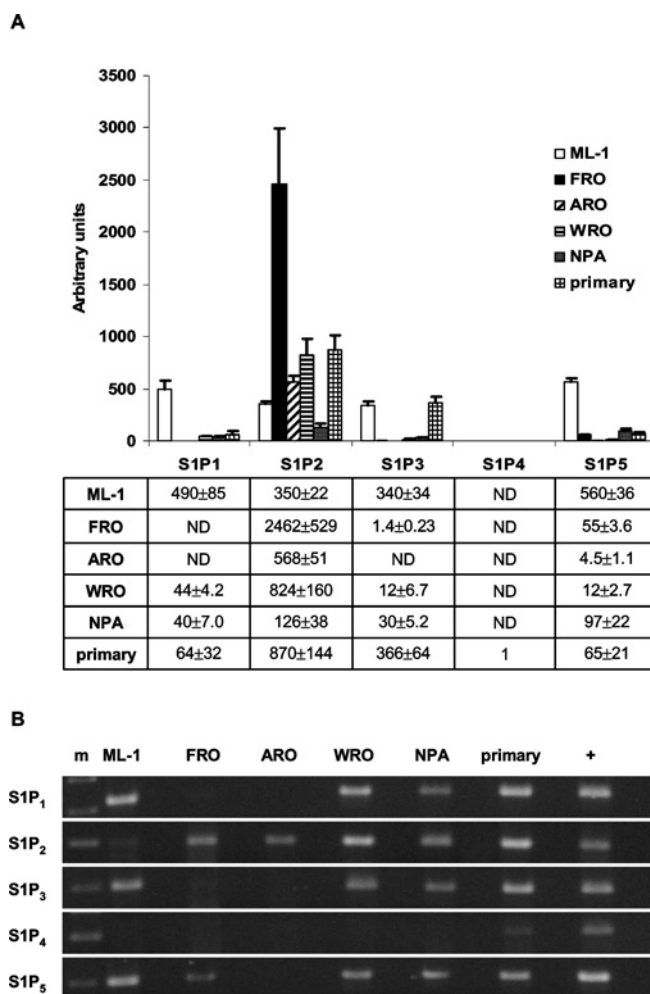 A
3500
3000
2500
2000
1500
1000
500
0
Arbitrary units
ML-1
FRO
ARO
WRO
NPA
primary
S1P1 S1P2 S1P3 S1P4 S1P5
ML-1 490±85 350±22 340±34 ND 560±36
FRO ND 2462±529 1.4±0.23 ND 55±3.6
ARO ND 568±51 ND ND 4.5±1.1
WRO 44±4.2 824±160 12±6.7 ND 12±2.7
NPA 40±7.0 126±38 30±5.2 ND 97±22
primary 64±32 870±144 366±64 1 65±21
B
m ML-1 FRO ARO WRO NPA primary +
S1P₁
S1P₂
S1P₃
S1P₄
S1P₅